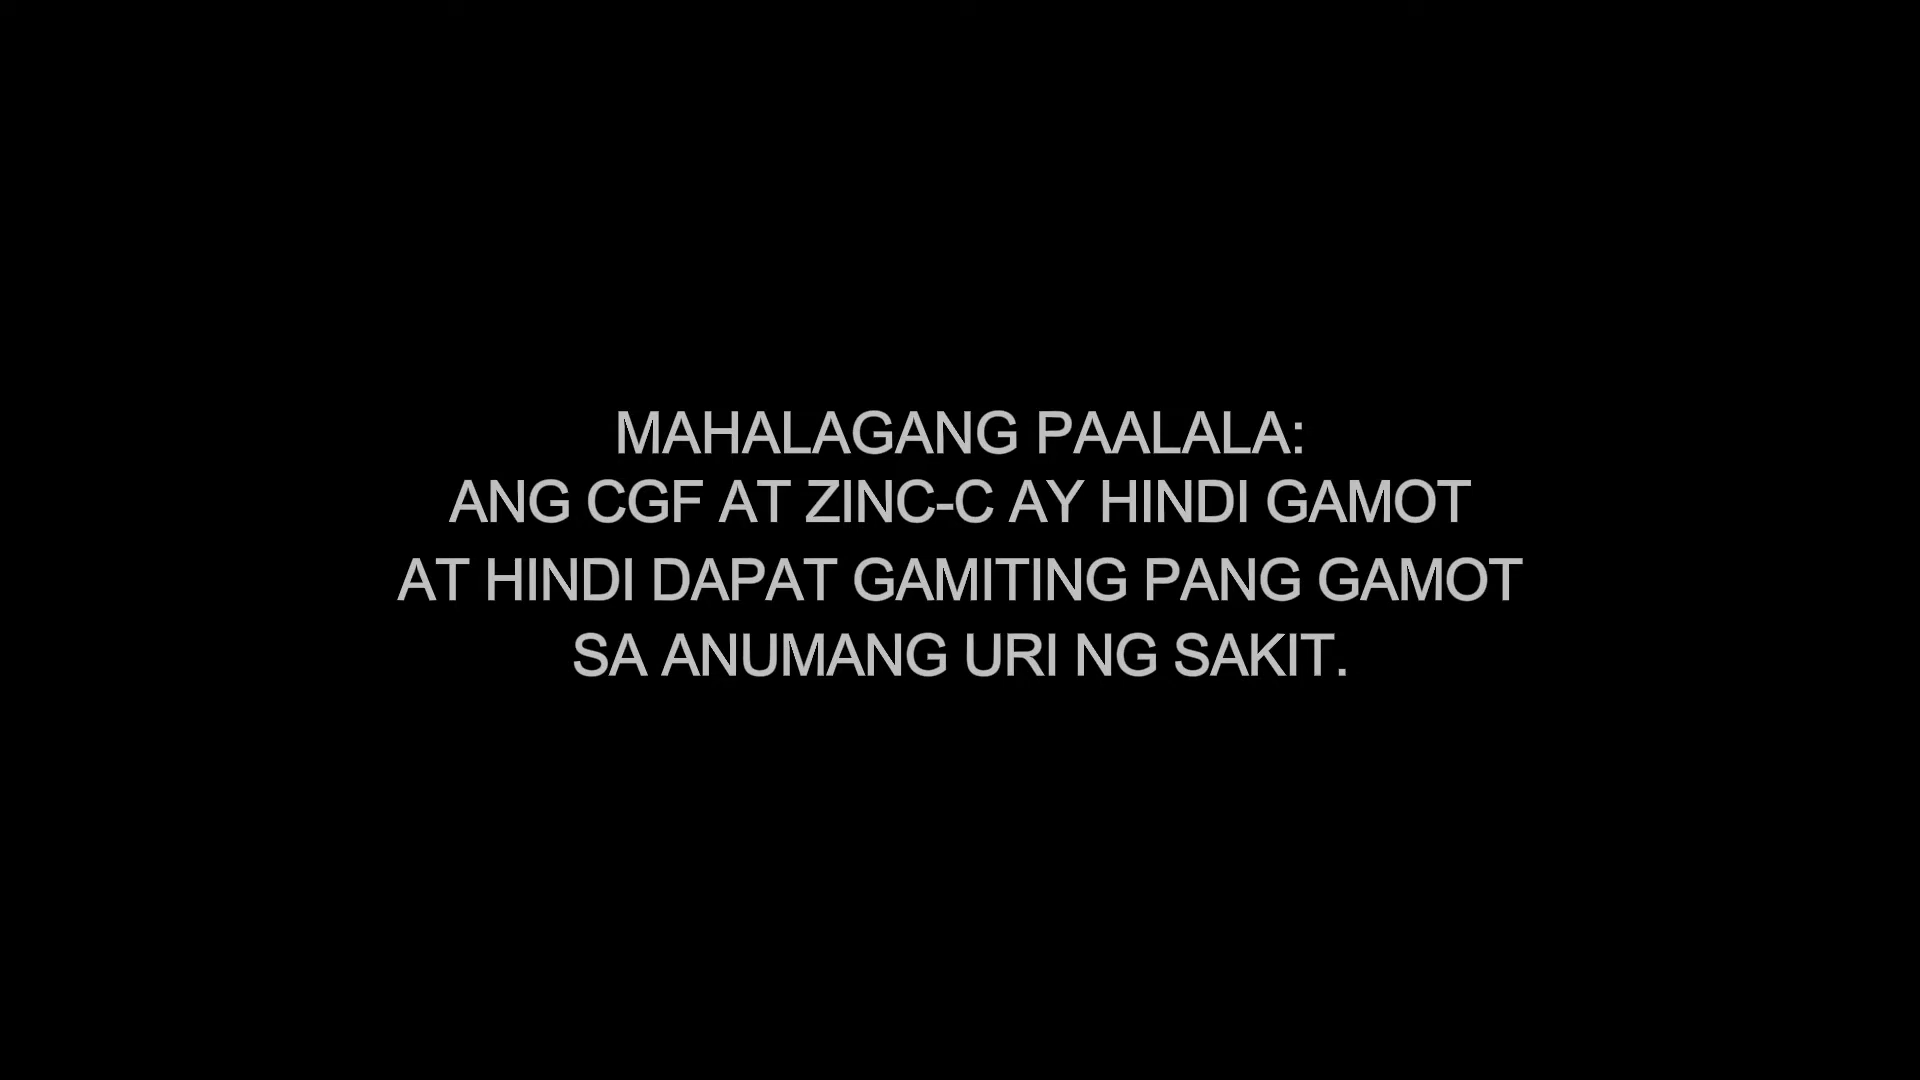 MAHALAGANG PAALALA:
ANG CGF AT ZINC-C AY HINDI GAMOT
AT HINDI DAPAT GAMITING PANG GAMOT
SA ANUMANG URI NG SAKIT.